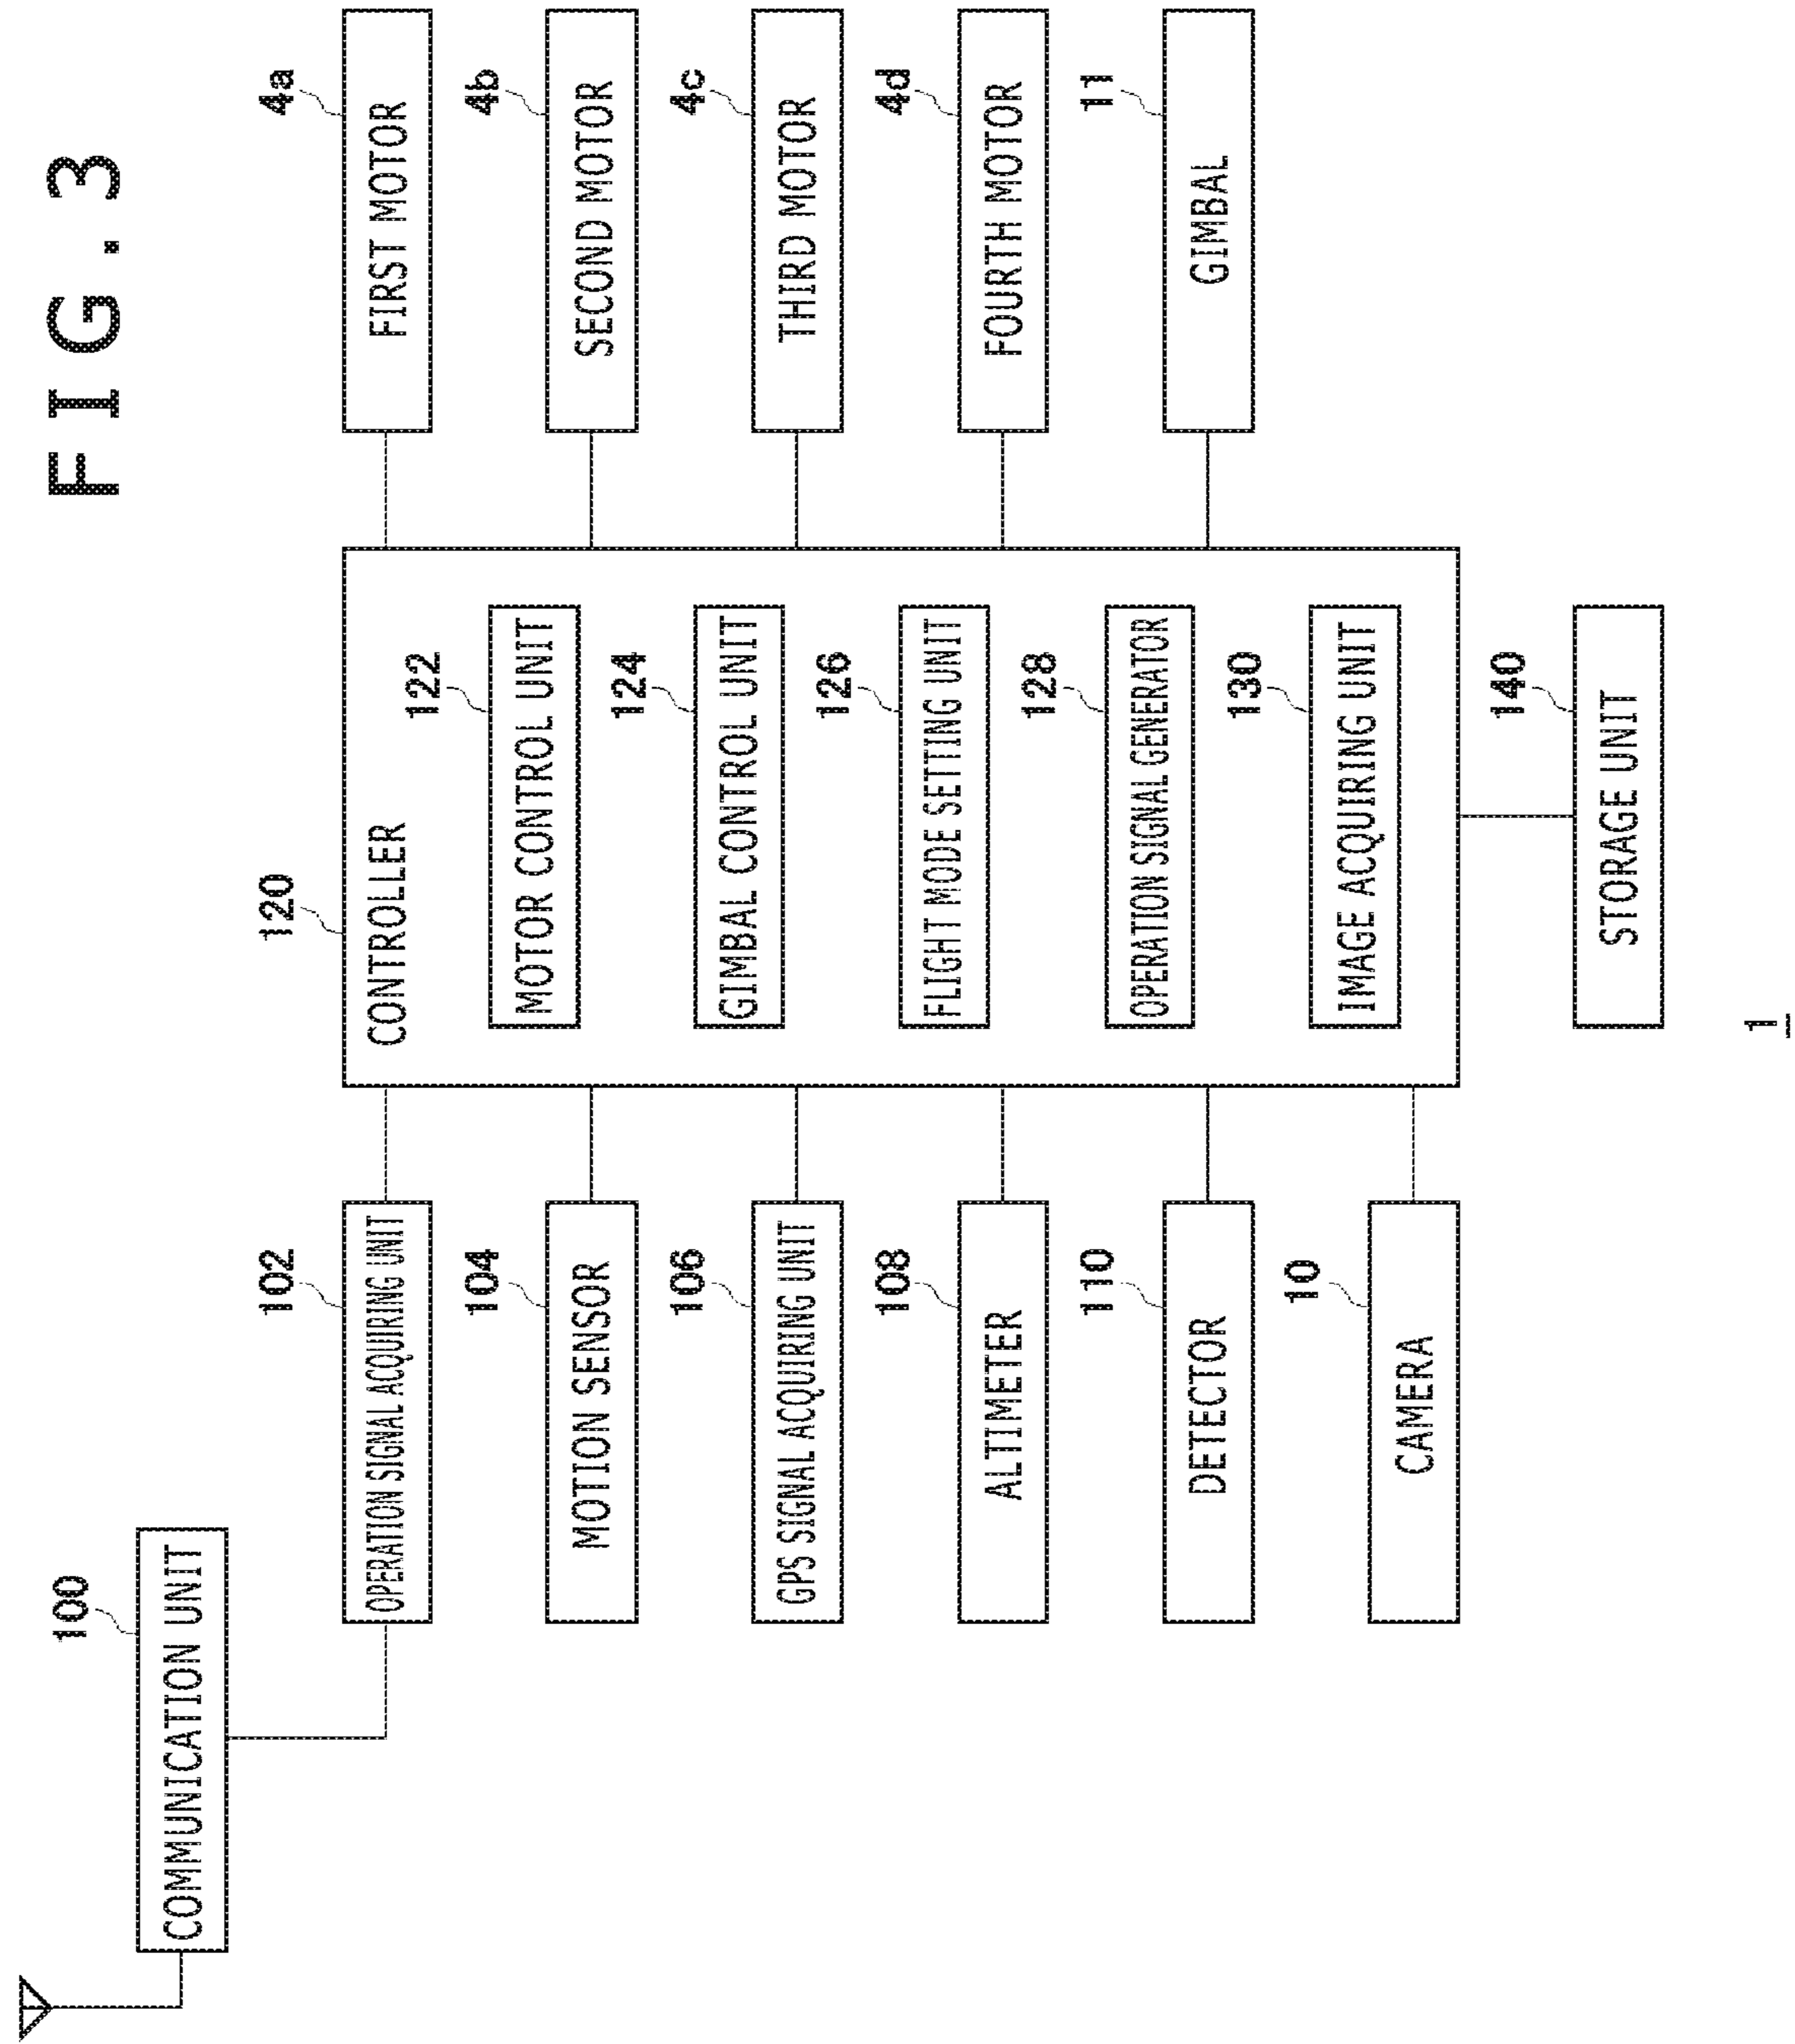 FIG. 3
100
COMMUNICATION UNIT
102
OPERATION SIGNAL ACQUIRING UNIT
104
MOTION SENSOR
106
GPS SIGNAL ACQUIRING UNIT
108
ALTIMETER
110
DETECTOR
10
CAMERA
120
CONTROLLER
122
MOTOR CONTROL UNIT
124
GIMBAL CONTROL UNIT
126
FLIGHT MODE SETTING UNIT
128
OPERATION SIGNAL GENERATOR
130
IMAGE ACQUIRING UNIT
140
STORAGE UNIT
4a
FIRST MOTOR
4b
SECOND MOTOR
4c
THIRD MOTOR
4d
FOURTH MOTOR
11
GIMBAL
1